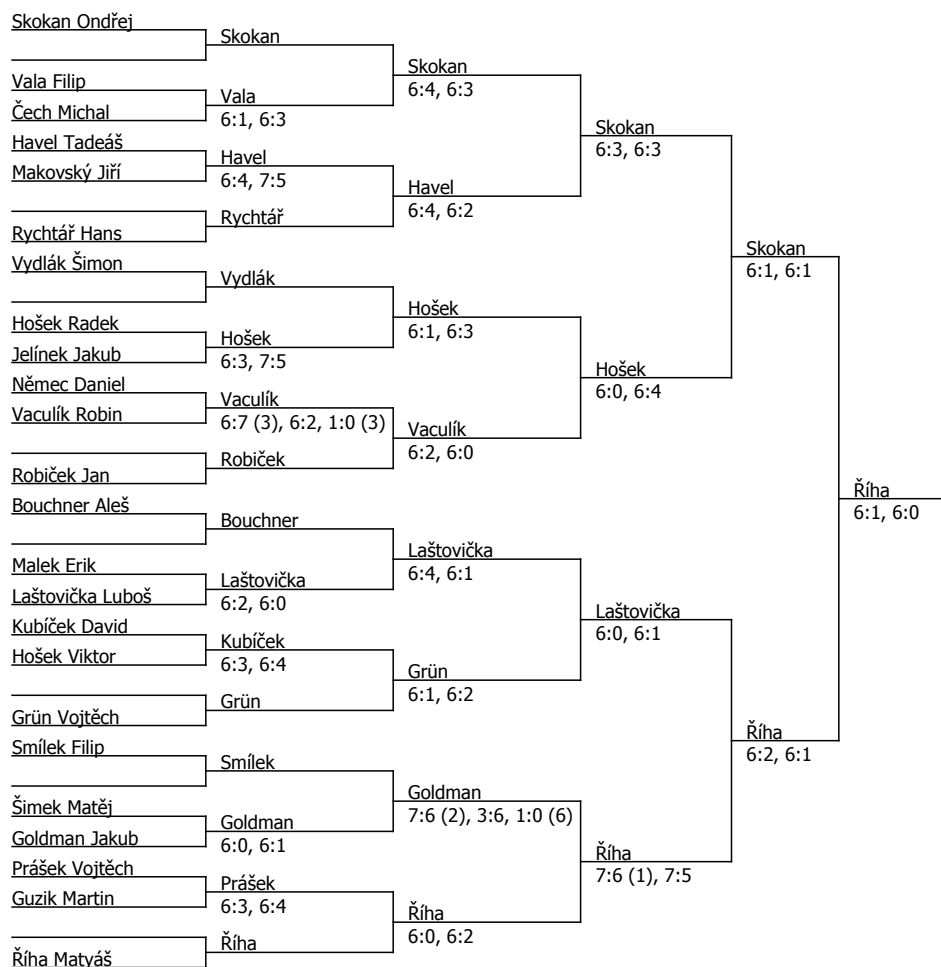 Skokan Ondřej
Skokan
Vala Filip
Čech Michal
Vala
6:1, 6:3
Skokan
6:4, 6:3
Havel Tadeáš
Makovský Jiří
Havel
6:4, 7:5
Rychtář Hans
Rychtář
Havel
6:4, 6:2
Skokan
6:3, 6:3
Vydlák Šimon
Vydlák
Hošek Radek
Jelínek Jakub
Hošek
6:3, 7:5
Hošek
6:1, 6:3
Němec Daniel
Vaculík Robin
Vaculík
6:7 (3), 6:2, 1:0 (3)
Robiček Jan
Robiček
Vaculík
6:2, 6:0
Hošek
6:0, 6:4
Skokan
6:1, 6:1
Bouchner Aleš
Bouchner
Malek Erik
Laštovička Luboš
Laštovička
6:2, 6:0
Laštovička
6:4, 6:1
Kubíček David
Hošek Viktor
Kubíček
6:3, 6:4
Grün Vojtěch
Grün
Grün
6:1, 6:2
Laštovička
6:0, 6:1
Smílek Filip
Smílek
Šimek Matěj
Goldman Jakub
Goldman
6:0, 6:1
Goldman
7:6 (2), 3:6, 1:0 (6)
Prášek Vojtěch
Guzik Martin
Prášek
6:3, 6:4
Říha Matyáš
Říha
Říha
6:0, 6:2
Říha
7:6 (1), 7:5
Říha
6:2, 6:1
Říha
6:1, 6:0